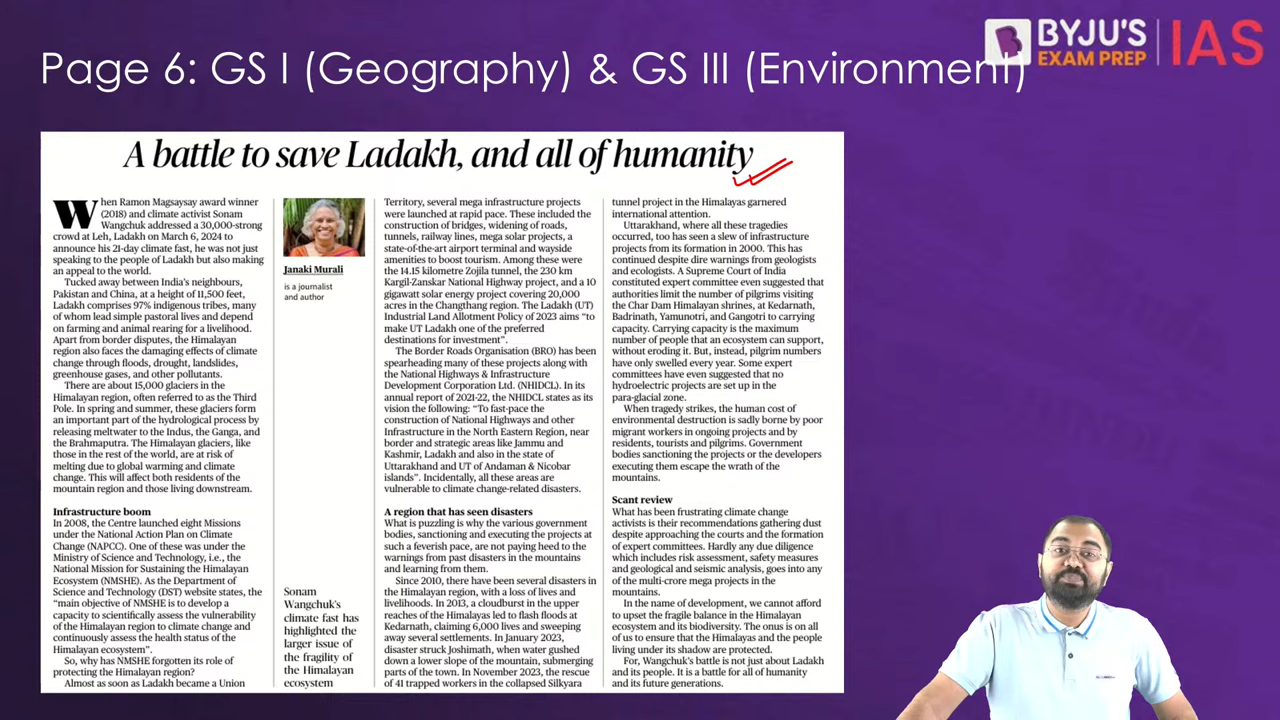 Page 6: GS I (Geography) & GS III (Environment)
BYJU'S
EXAM PREP
IAS
A battle to save Ladakh, and all of humanity
When Ramon Magsaysay award winner
(2018) and climate activist Sonam
Wangchuk addressed a 30,000-strong
crowd at Leh, Ladakh on March 6, 2024 to
announce his 21-day climate fast, he was not just
speaking to the people of Ladakh but also making
an appeal to the world.
Tucked away between India's neighbours,
Pakistan and China, at a height of 11,500 feet,
Ladakh comprises 97% indigenous tribes, many
of whom lead simple pastoral lives and depend
on farming and animal rearing for a livelihood.
Apart from border disputes, the Himalayan
region also faces the damaging effects of climate
change through floods, drought, landslides,
greenhouse gases, and other pollutants.
There are about 15,000 glaciers in the
Himalayan region, often referred to as the Third
Pole. In spring and summer, these glaciers form
an important part of the hydrological process by
releasing meltwater to the Indus, the Ganga, and
the Brahmaputra. The Himalayan glaciers, like
those in the rest of the world, are at risk of
melting due to global warming and climate
change. This will affect both residents of the
mountain region and those living downstream.
Infrastructure boom
In 2008, the Centre launched eight Missions
under the National Action Plan on Climate
Change (NAPCC). One of these was under the
Ministry of Science and Technology, i.e., the
National Mission for Sustaining the Himalayan
Ecosystem (NMSHE). As the Department of
Science and Technology (DST) website states, the
"main objective of NMSHE is to develop a
capacity to scientifically assess the vulnerability
of the Himalayan region to climate change and
continuously assess the health status of the
Himalayan ecosystem".
So, why has NMSHE forgotten its role of
protecting the Himalayan region?
Almost as soon as Ladakh became a Union
Janaki Murali
is a journalist
and author
Sonam
Wangchuk's
climate fast has
highlighted the
larger issue of
the fragility of
the Himalayan
ecosystem
Territory, several mega infrastructure projects
were launched at rapid pace. These included the
construction of bridges, widening of roads,
tunnels, railway lines, mega solar projects, a
state-of-the-art airport terminal and wayside
amenities to boost tourism. Among these were
the 14.15 kilometre Zojila tunnel, the 230 km
Kargil-Zanskar National Highway project, and a 10
gigawatt solar energy project covering 20,000
acres in the Changthang region. The Ladakh (UT)
Industrial Land Allotment Policy of 2023 aims "to
make UT Ladakh one of the preferred
destinations for investment".
The Border Roads Organisation (BRO) has been
spearheading many of these projects along with
the National Highways & Infrastructure
Development Corporation Ltd. (NHIDCL). In its
annual report of 2021-22, the NHIDCL states as its
vision the following: "To fast-pace the
construction of National Highways and other
Infrastructure in the North Eastern Region, near
border and strategic areas like Jammu and
Kashmir, Ladakh and also in the state of
Uttarakhand and UT of Andaman & Nicobar
islands". Incidentally, all these areas are
vulnerable to climate change-related disasters.
A region that has seen disasters
What is puzzling is why the various government
bodies, sanctioning and executing the projects at
such a feverish pace, are not paying heed to the
warnings from past disasters in the mountains
and learning from them.
Since 2010, there have been several disasters in
the Himalayan region, with a loss of lives and
livelihoods. In 2013, a cloudburst in the upper
reaches of the Himalayas led to flash floods at
Kedarnath, claiming 6,000 lives and sweeping
away several settlements. In January 2023,
disaster struck Joshimath, when water gushed
down a lower slope of the mountain, submerging
parts of the town. In November 2023, the rescue
of 41 trapped workers in the collapsed Silkyara
tunnel project in the Himalayas garnered
international attention.
Uttarakhand, where all these tragedies
occurred, too has seen a slew of infrastructure
projects from its formation in 2000. This has
continued despite dire warnings from geologists
and ecologists. A Supreme Court of India
constituted expert committee even suggested that
authorities limit the number of pilgrims visiting
the Char Dam Himalayan shrines, at Kedarnath,
Badrinath, Yamunotri, and Gangotri to carrying
capacity. Carrying capacity is the maximum
number of people that an ecosystem can support,
without eroding it. But, instead, pilgrim numbers
have only swelled every year. Some expert
committees have even suggested that no
hydroelectric projects are set up in the
para-glacial zone.
When tragedy strikes, the human cost of
environmental destruction is sadly borne by poor
migrant workers in ongoing projects and by
residents, tourists and pilgrims. Government
bodies sanctioning the projects or the developers
executing them escape the wrath of the
mountains.
Scant review
What has been frustrating climate change
activists is their recommendations gathering dust
despite approaching the courts and the formation
of expert committees. Hardly any due diligence
which includes risk assessment, safety measures
and geological and seismic analysis, goes into any
of the multi-crore mega projects in the
mountains.
In the name of development, we cannot afford
to upset the fragile balance in the Himalayan
ecosystem and its biodiversity. The onus is on all
of us to ensure that the Himalayas and the people
living under its shadow are protected.
For, Wangchuk's battle is not just about Ladakh
and its people. It is a battle for all of humanity
and its future generations.